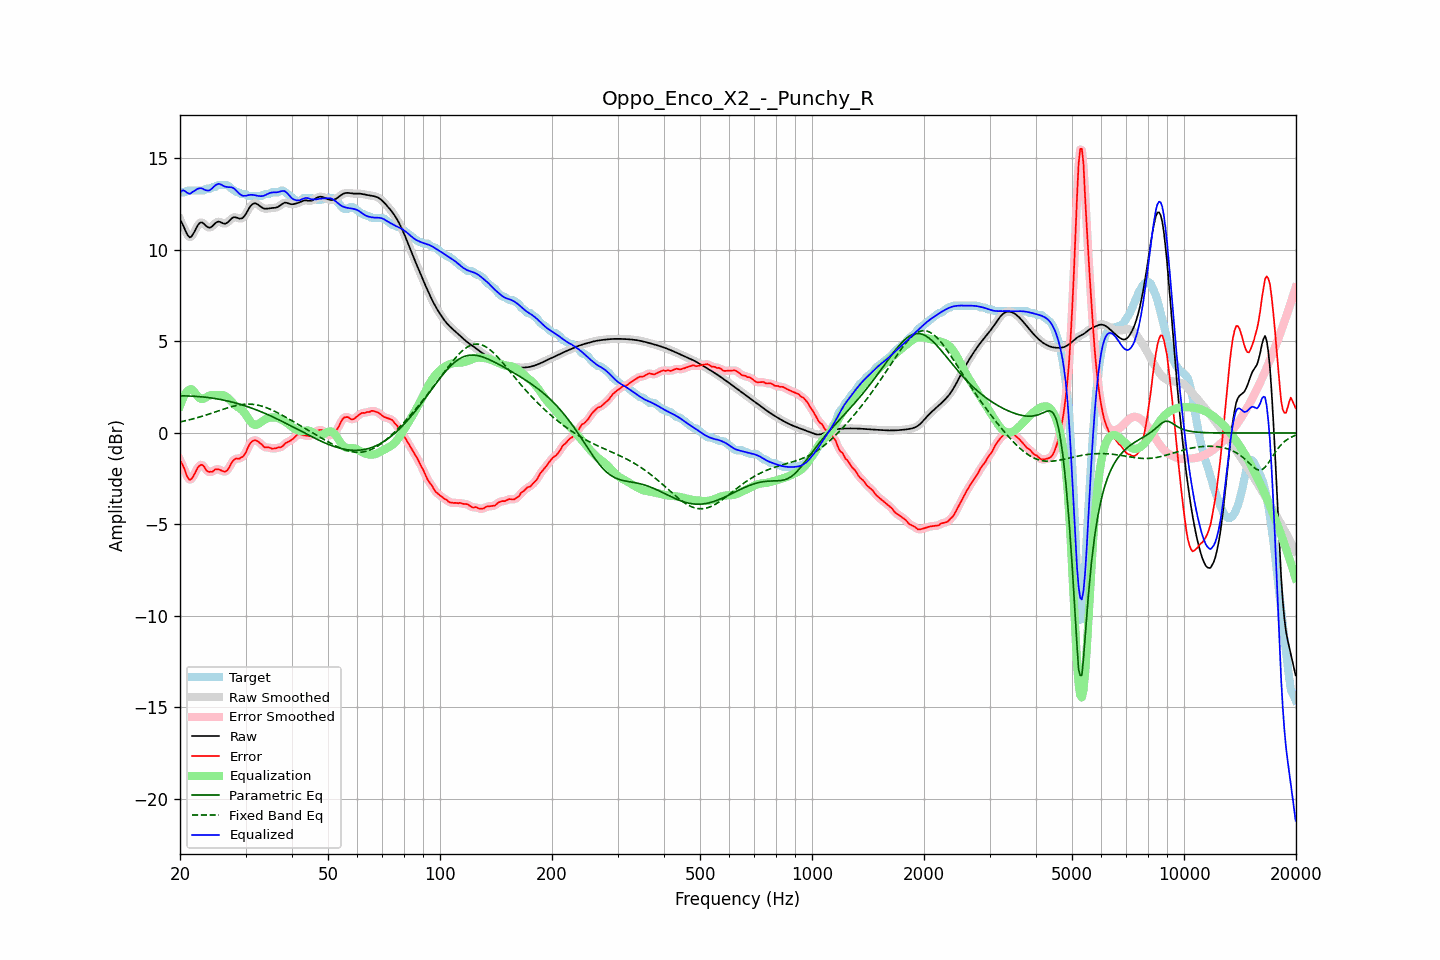 Oppo_Enco_X2_-_Punchy_R
Amplitude (dBr)
15
10
5
0
−5
−10
−15
−20
Target
Raw Smoothed
Error Smoothed
Raw
Error
Equalization
Parametric Eq
Fixed Band Eq
Equalized
20 50 100 200 500 1000 2000 5000 10000 20000
Frequency (Hz)